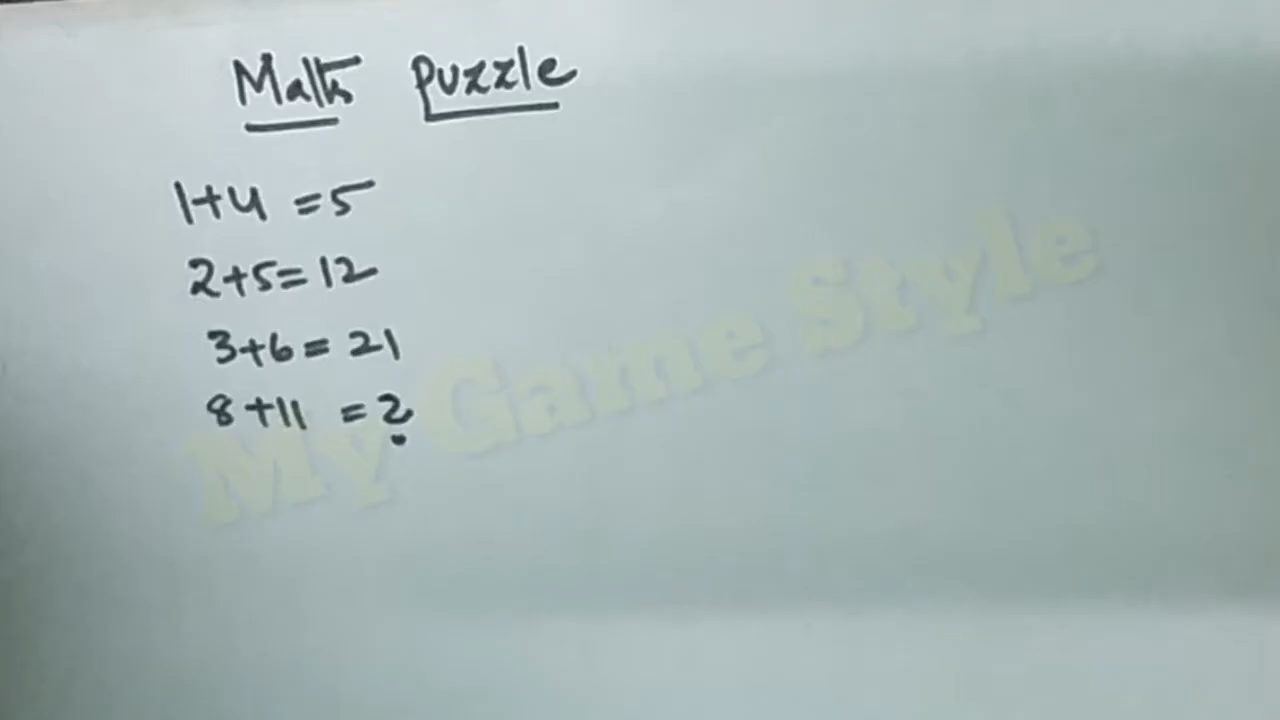 Math Puzzle
1+4 = 5
2+5= 12
3+6= 21
8+11 = ?
My Game Style